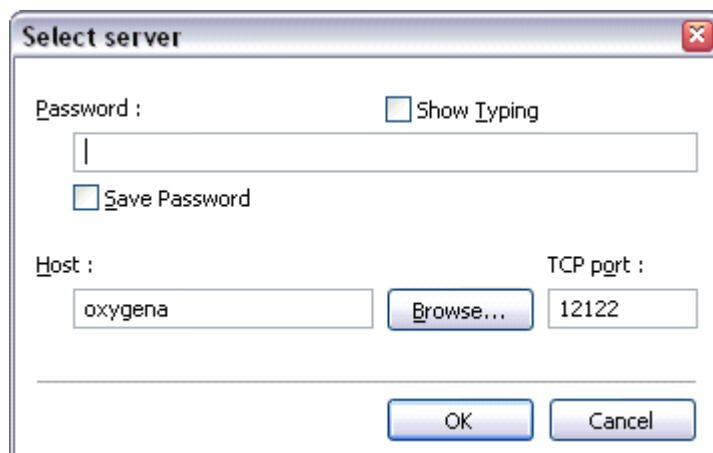 Select server
Password : Show Typing
Save Password
Host : TCP port :
oxygena Browse... 12122
OK Cancel